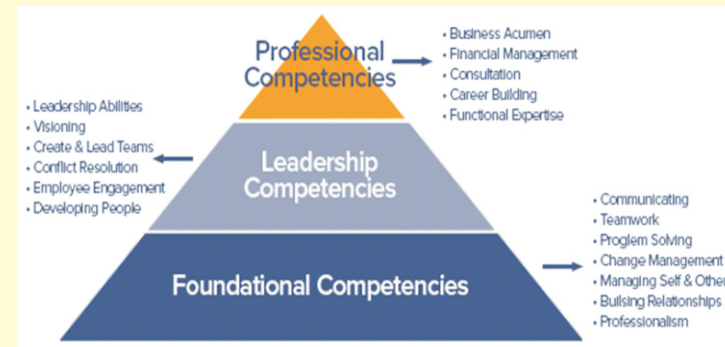 Professional
Competencies
• Business Acumen
• Financial Management
• Consultation
• Career Building
• Functional Expertise
• Leadership Abilities
• Visioning
• Create & Lead Teams
• Conflict Resolution
• Employee Engagement
• Developing People
Leadership
Competencies
Foundational Competencies
• Communicating
• Teamwork
• Proglem Solving
• Change Management
• Managing Self & Other
• Builsing Relationships
• Professionalism